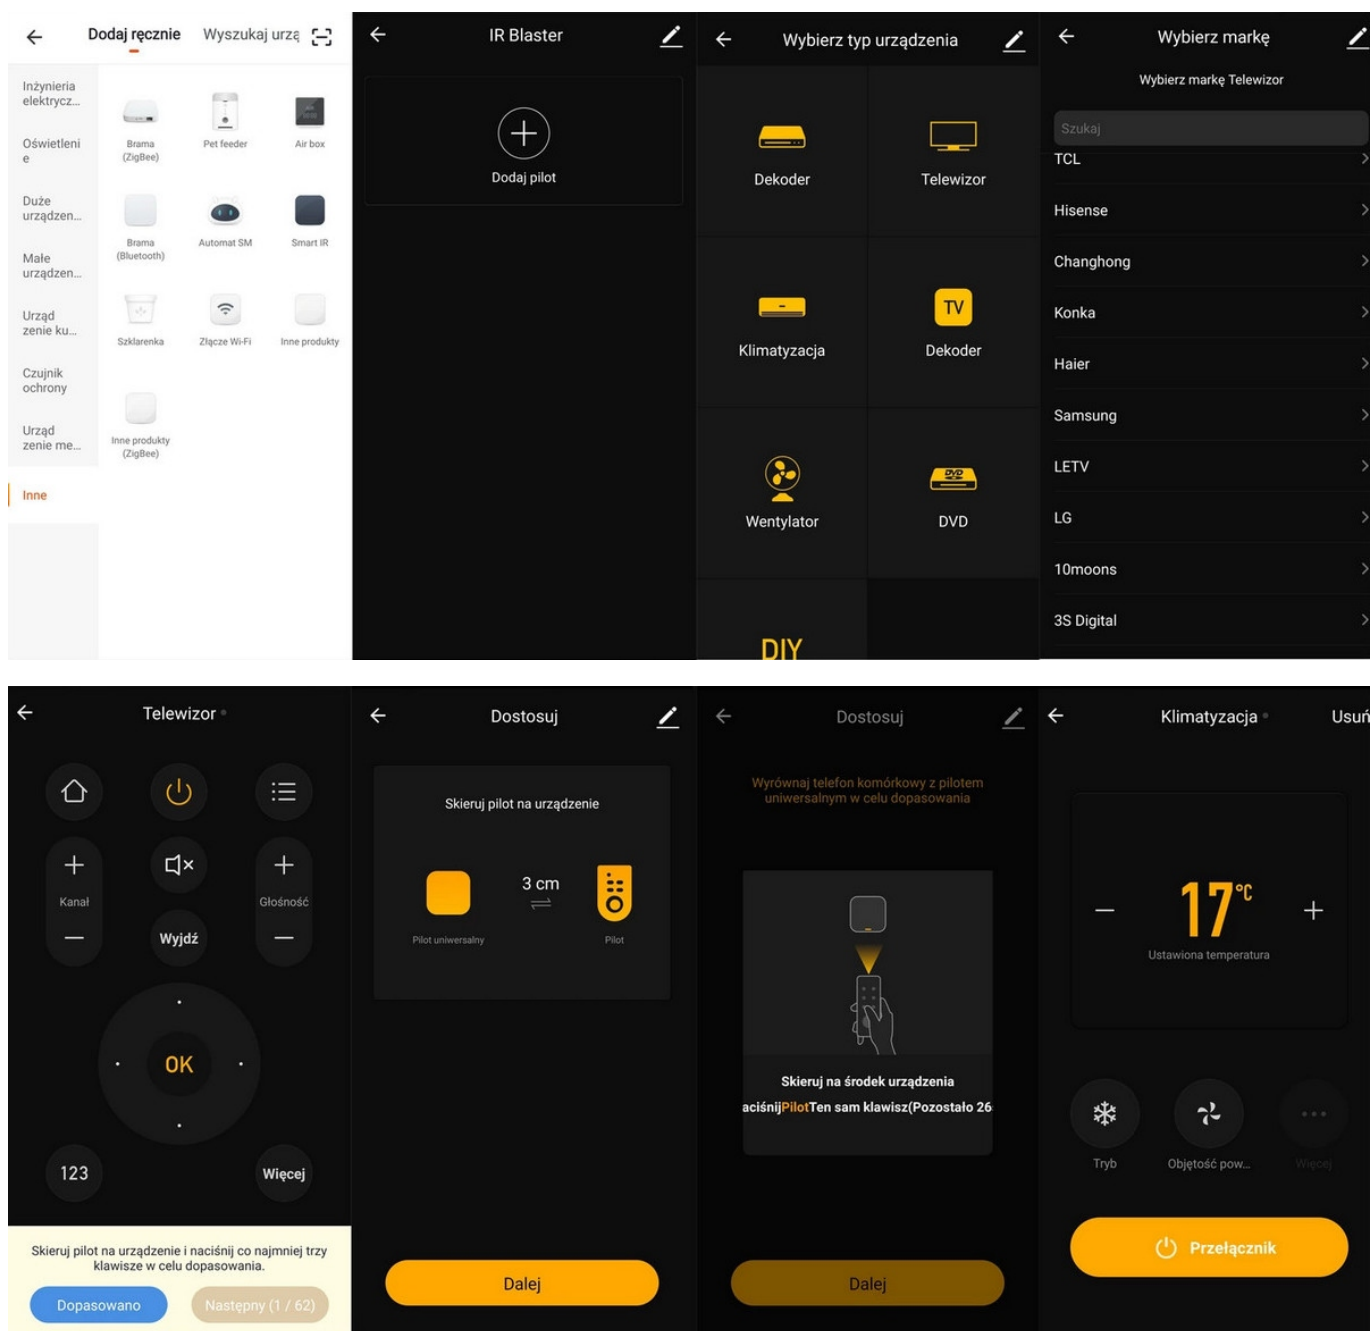 Dodaj ręcznie Wyszukaj urzą
Inżynieria
elektrycz...
Oświetleni
e
Duże
urządzen...
Małe
urządzen...
Urząd
zenie ku...
Czujnik
ochrony
Urząd
zenie me...
Inne
Brama
(ZigBee)
Pet feeder
Air box
Brama
(Bluetooth)
Automat SM
Smart IR
Szklarenka
Złącze Wi-Fi
Inne produkty
Inne produkty
(ZigBee)
IR Blaster
Dodaj pilot
Wybierz typ urządzenia
Dekoder
Telewizor
Klimatyzacja
TV
Dekoder
Wentylator
DVD
DVD
DIY
Wybierz markę
Wybierz markę Telewizor
Szukaj
TCL
Hisense
Changhong
Konka
Haier
Samsung
LETV
LG
10moons
3S Digital
Telewizor
Kanał
Głośność
Wyjdź
OK
123
Więcej
Skieruj pilot na urządzenie i naciśnij co najmniej trzy
klawisze w celu dopasowania.
Dopasowano
Następny (1 / 62)
Dostosuj
Skieruj pilot na urządzenie
3 cm
Pilot uniwersalny
Pilot
Dalej
Dostosuj
Wyrównaj telefon komórkowy z pilotem
uniwersalnym w celu dopasowania
Skieruj na środek urządzenia
aciśnijPilotTen sam klawisz(Pozostało 26
Dalej
Klimatyzacja
Usuń
17°C
Ustawiona temperatura
Tryb
Objętość pow...
Więcej
Przełącznik